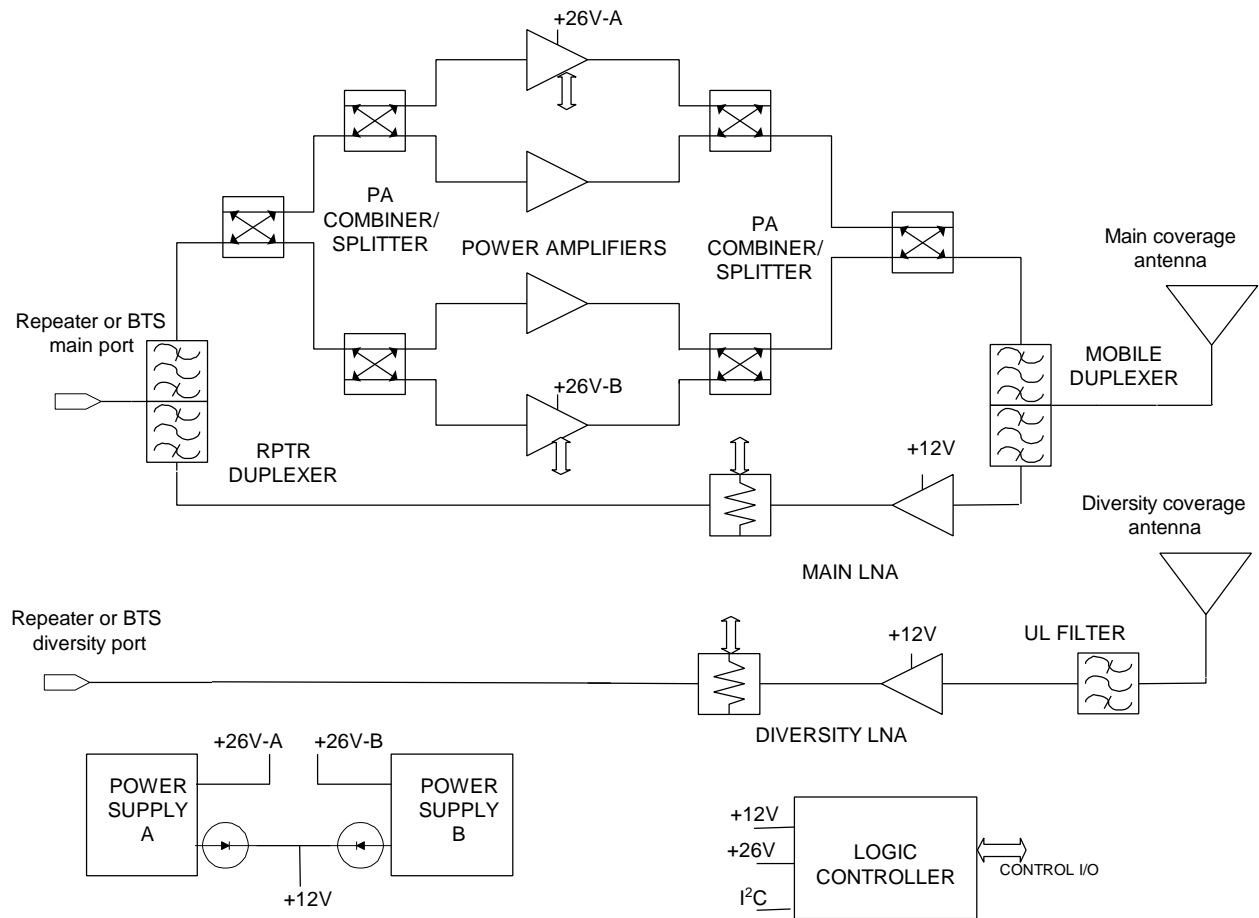 +26V-A
PA
COMBINER/
SPLITTER
POWER AMPLIFIERS
PA
COMBINER/
SPLITTER
Main coverage
antenna
Repeater or BTS
main port
MOBILE
DUPLEXER
+26V-B
RPTR
DUPLEXER
+12V
Diversity coverage
antenna
MAIN LNA
Repeater or BTS
diversity port
+12V
UL FILTER
DIVERSITY LNA
+26V-A
+26V-B
POWER
SUPPLY
A
POWER
SUPPLY
B
+12V
+12V
+26V
I²C
LOGIC
CONTROLLER
CONTROL I/O